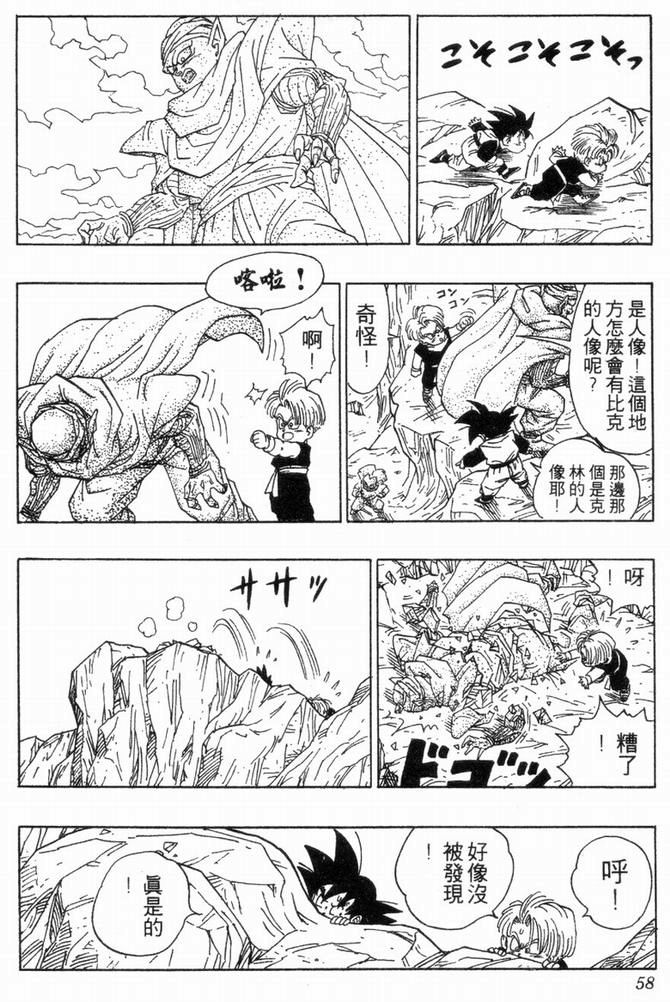 こそこそこそっ
是人像！這個地
方怎麼會有比克
的人像呢？
那邊那
個是克
林的人
像耶！
コンコン
奇怪！
喀啦！
啊！
呀！
糟了！
ドコンッ
ササッ
呼！
好像沒
被發現！
真是的！
58